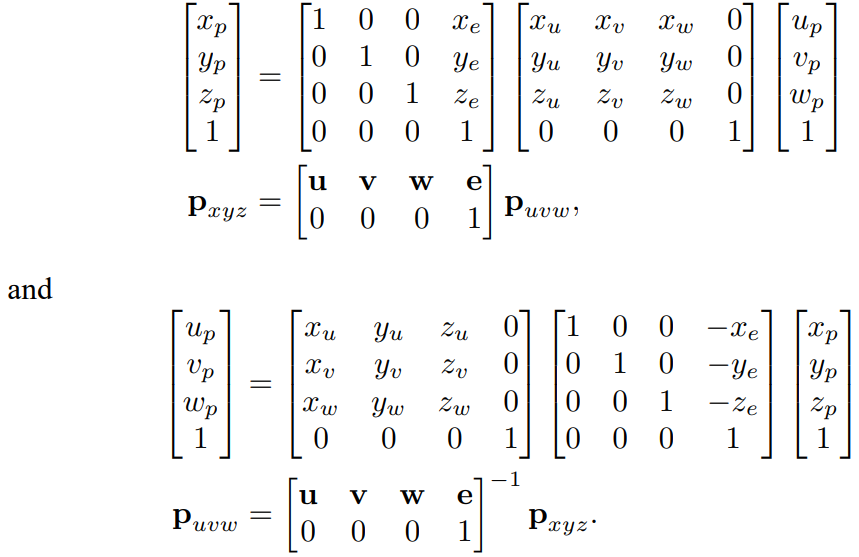 \begin{bmatrix} x_p \\ y_p \\ z_p \\ 1 \end{bmatrix} = \begin{bmatrix} 1 & 0 & 0 & x_e \\ 0 & 1 & 0 & y_e \\ 0 & 0 & 1 & z_e \\ 0 & 0 & 0 & 1 \end{bmatrix} \begin{bmatrix} x_u & x_v & x_w & 0 \\ y_u & y_v & y_w & 0 \\ z_u & z_v & z_w & 0 \\ 0 & 0 & 0 & 1 \end{bmatrix} \begin{bmatrix} u_p \\ v_p \\ w_p \\ 1 \end{bmatrix}
\mathbf{p}_{xyz} = \begin{bmatrix} \mathbf{u} & \mathbf{v} & \mathbf{w} & \mathbf{e} \\ 0 & 0 & 0 & 1 \end{bmatrix} \mathbf{p}_{uvw},
and
\begin{bmatrix} u_p \\ v_p \\ w_p \\ 1 \end{bmatrix} = \begin{bmatrix} x_u & y_u & z_u & 0 \\ x_v & y_v & z_v & 0 \\ x_w & y_w & z_w & 0 \\ 0 & 0 & 0 & 1 \end{bmatrix} \begin{bmatrix} 1 & 0 & 0 & -x_e \\ 0 & 1 & 0 & -y_e \\ 0 & 0 & 1 & -z_e \\ 0 & 0 & 0 & 1 \end{bmatrix} \begin{bmatrix} x_p \\ y_p \\ z_p \\ 1 \end{bmatrix}
\mathbf{p}_{uvw} = \begin{bmatrix} \mathbf{u} & \mathbf{v} & \mathbf{w} & \mathbf{e} \\ 0 & 0 & 0 & 1 \end{bmatrix}^{-1} \mathbf{p}_{xyz}.